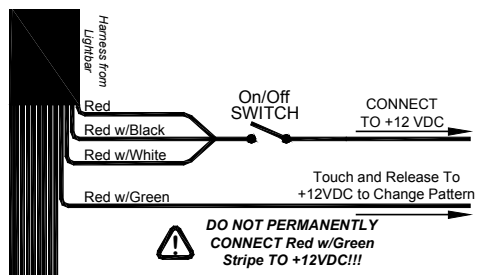 Harness from
Lightbar
Red
Red w/Black
Red w/White
Red w/Green
On/Off
SWITCH
CONNECT
TO +12 VDC
Touch and Release To
+12VDC to Change Pattern
! DO NOT PERMANENTLY
CONNECT Red w/Green
Stripe TO +12VDC!!!